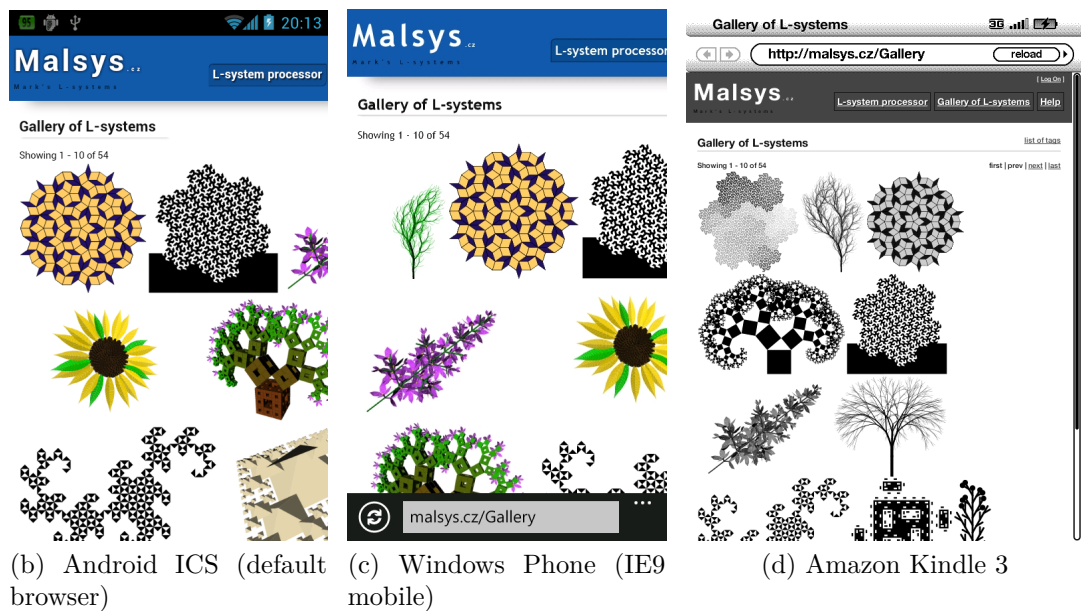 95
20:13
Malsys.cz
Mark's L-systems
L-system processor
Gallery of L-systems
Showing 1 - 10 of 54
(b) Android ICS (default
browser)
Malsys.cz
Mark's L-systems
L-system processor
Gallery of L-systems
Showing 1 - 10 of 54
malsys.cz/Gallery
(c) Windows Phone (IE9
mobile)
Gallery of L-systems
3G
http://malsys.cz/Gallery
reload
| Log On |
Malsys.cz
Mark's L-systems
L-system processor Gallery of L-systems Help
Gallery of L-systems list of tags
Showing 1 - 10 of 54 first | prev | next | last
(d) Amazon Kindle 3